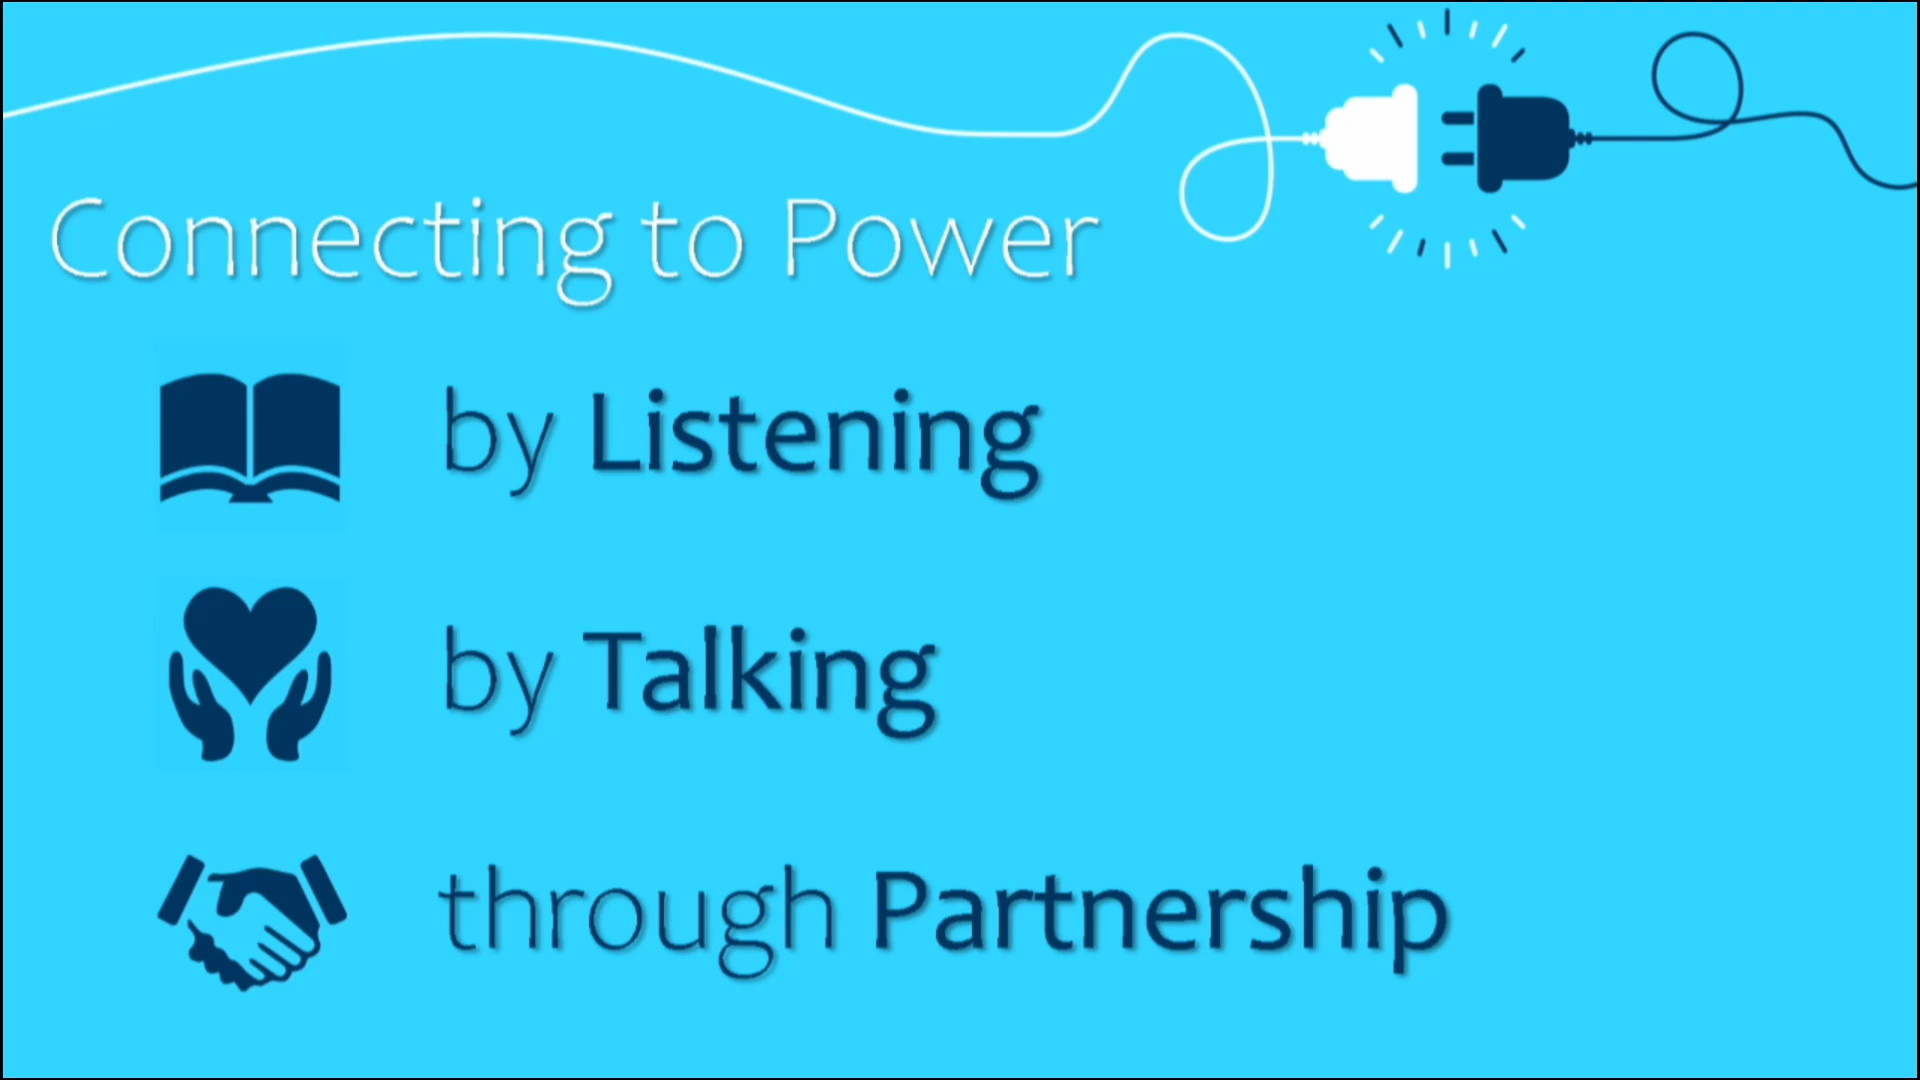 Connecting to Power
by Listening
by Talking
through Partnership